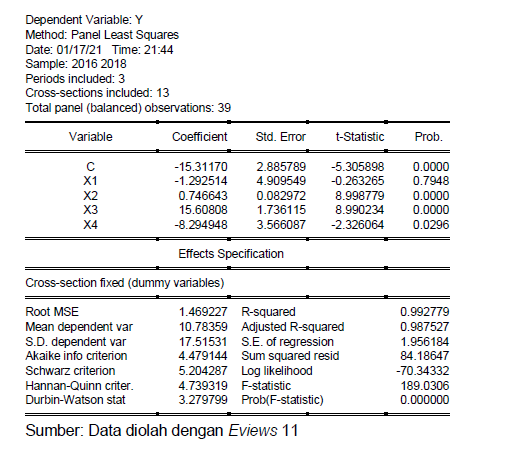 Dependent Variable: Y
Method: Panel Least Squares
Date: 01/17/21 Time: 21:44
Sample: 2016 2018
Periods included: 3
Cross-sections included: 13
Total panel (balanced) observations: 39
Variable Coefficient Std. Error t-Statistic Prob.
C -15.31170 2.885789 -5.305898 0.0000
X1 -1.292514 4.909549 -0.263265 0.7948
X2 0.746643 0.082972 8.998779 0.0000
X3 15.60808 1.736115 8.990234 0.0000
X4 -8.294948 3.566087 -2.326064 0.0296
Effects Specification
Cross-section fixed (dummy variables)
Root MSE 1.469227 R-squared 0.992779
Mean dependent var 10.78359 Adjusted R-squared 0.987527
S.D. dependent var 17.51531 S.E. of regression 1.956184
Akaike info criterion 4.479144 Sum squared resid 84.18647
Schwarz criterion 5.204287 Log likelihood -70.34332
Hannan-Quinn criter. 4.739319 F-statistic 189.0306
Durbin-Watson stat 3.279799 Prob(F-statistic) 0.000000
Sumber: Data diolah dengan Eviews 11